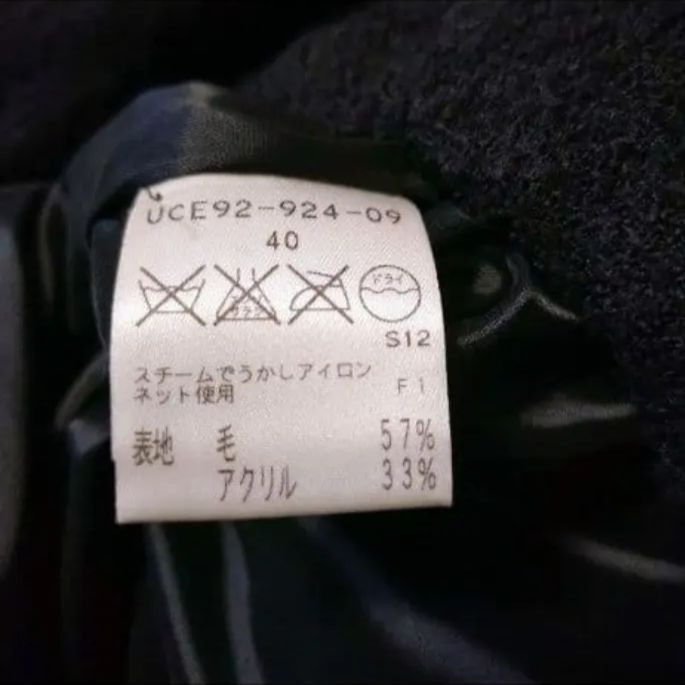 UCE92-924-09
40
ドライ
S12
スチームでうかしアイロン
ネット使用 F1
表地 毛 57%
アクリル 33%